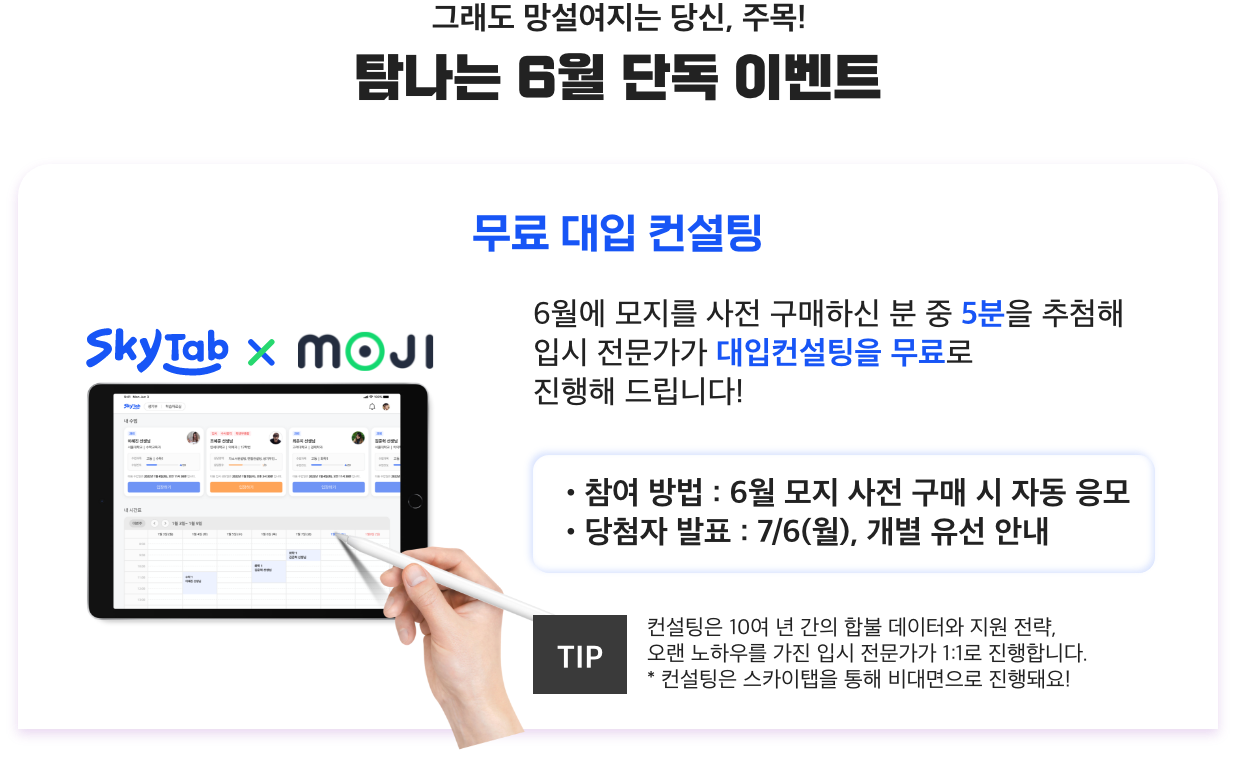 그래도 망설여지는 당신, 주목!
탐나는 6월 단독 이벤트
무료 대입 컨설팅
SkyTab × MOJI
6월에 모지를 사전 구매하신 분 중 5분을 추첨해
입시 전문가가 대입컨설팅을 무료로
진행해 드립니다!
• 참여 방법 : 6월 모지 사전 구매 시 자동 응모
• 당첨자 발표 : 7/6(월), 개별 유선 안내
TIP
컨설팅은 10여 년 간의 합불 데이터와 지원 전략,
오랜 노하우를 가진 입시 전문가가 1:1로 진행합니다.
* 컨설팅은 스카이탭을 통해 비대면으로 진행돼요!
SkyTab
내 수업
내 시간표